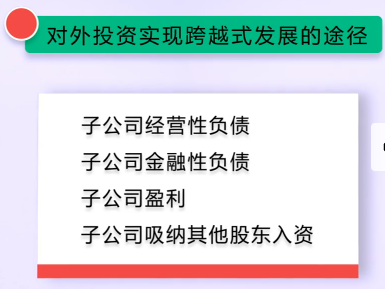 对外投资实现跨越式发展的途径
子公司经营性负债
子公司金融性负债
子公司盈利
子公司吸纳其他股东入资